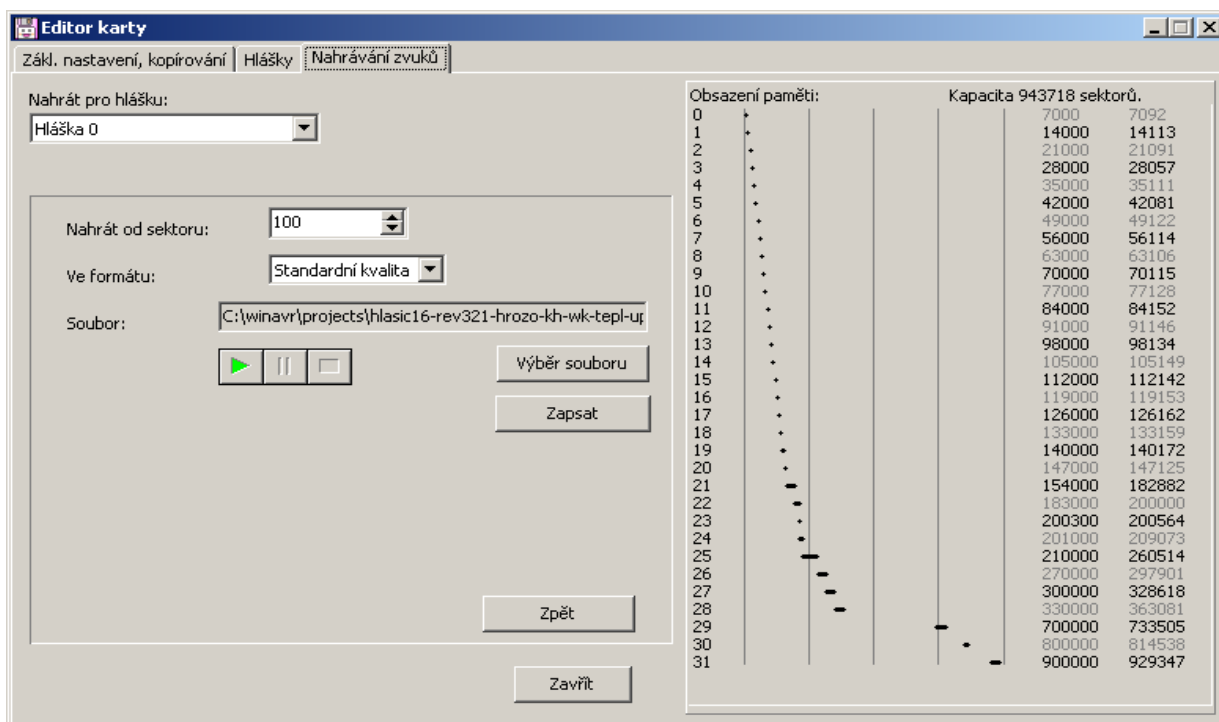 Editor karty
Zákl. nastavení, kopírování Hlášky Nahrávání zvuků
Nahrát pro hlášku:
Hláška 0
Nahrát od sektoru: 100
Ve formátu: Standardní kvalita
Soubor: C:\winavr\projects\hlasic16-rev321-hrozo-kh-wk-tepl-up
Výběr souboru
Zapsat
Zpět
Zavřít
Obsazení paměti: Kapacita 943718 sektorů.
0 7000 7092
1 14000 14113
2 21000 21091
3 28000 28057
4 35000 35111
5 42000 42081
6 49000 49122
7 56000 56114
8 63000 63106
9 70000 70115
10 77000 77128
11 84000 84152
12 91000 91146
13 98000 98134
14 105000 105149
15 112000 112142
16 119000 119153
17 126000 126162
18 133000 133159
19 140000 140172
20 147000 147125
21 154000 182882
22 183000 200000
23 200300 200564
24 201000 209073
25 210000 260514
26 270000 297901
27 300000 328618
28 330000 363081
29 700000 733505
30 800000 814538
31 900000 929347